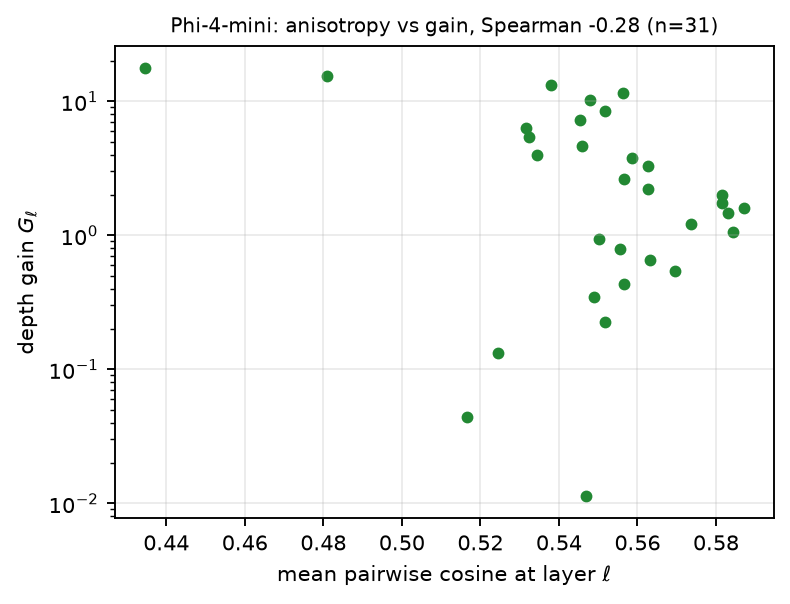 Phi-4-mini: anisotropy vs gain, Spearman -0.28 (n=31)
depth gain $G_\ell$
10¹
10⁰
10⁻¹
10⁻²
0.44 0.46 0.48 0.50 0.52 0.54 0.56 0.58
mean pairwise cosine at layer ℓ